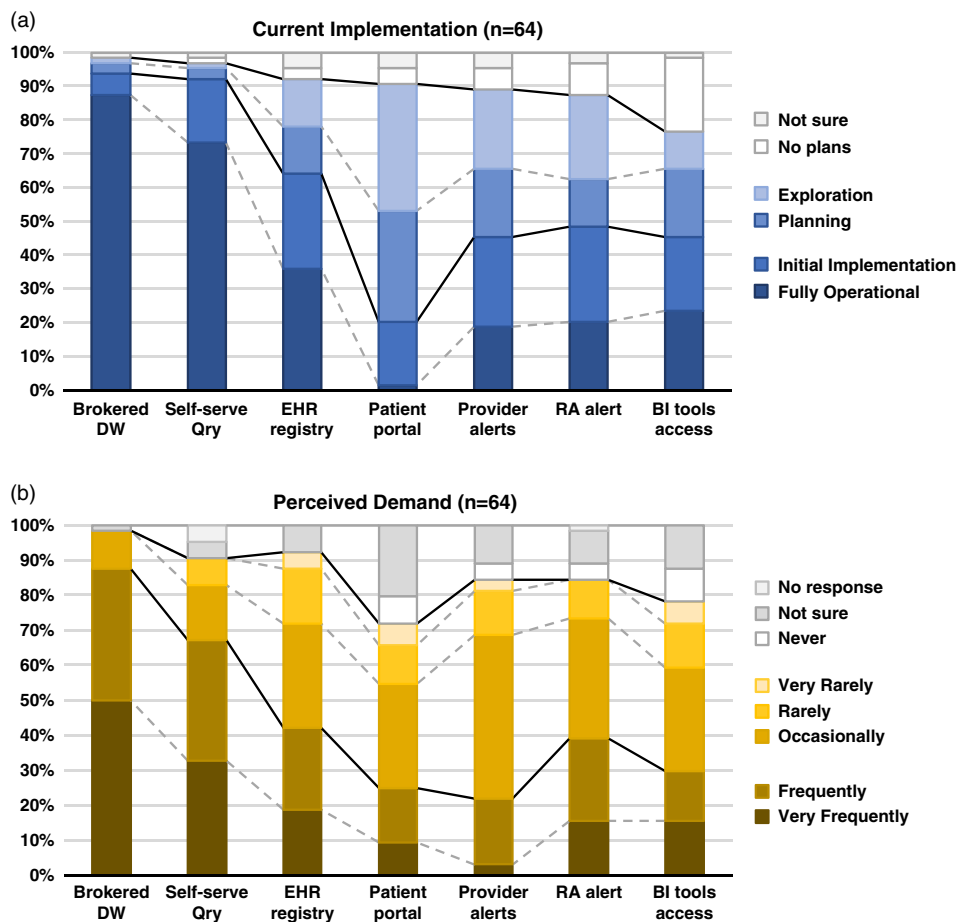 (a)
Current Implementation (n=64)
100%
90%
80%
70%
60%
50%
40%
30%
20%
10%
0%
Brokered DW
Self-serve Qry
EHR registry
Patient portal
Provider alerts
RA alert
BI tools access
Not sure
No plans
Exploration
Planning
Initial Implementation
Fully Operational
(b)
Perceived Demand (n=64)
100%
90%
80%
70%
60%
50%
40%
30%
20%
10%
0%
Brokered DW
Self-serve Qry
EHR registry
Patient portal
Provider alerts
RA alert
BI tools access
No response
Not sure
Never
Very Rarely
Rarely
Occasionally
Frequently
Very Frequently